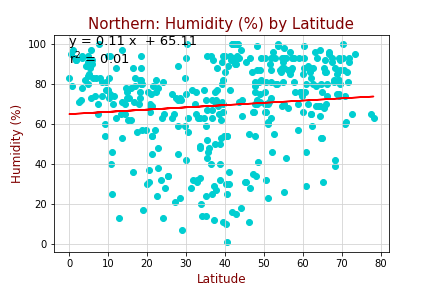 Northern: Humidity (%) by Latitude
y = 0.11 x + 65.11
r² = 0.01
Humidity (%)
100
80
60
40
20
0
0 10 20 30 40 50 60 70 80
Latitude